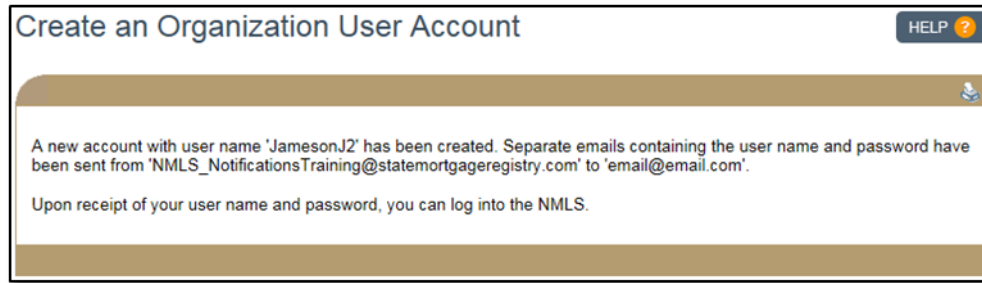 Create an Organization User Account
HELP ?
A new account with user name 'JamesonJ2' has been created. Separate emails containing the user name and password have
been sent from 'NMLS_NotificationsTraining@statemortgageregistry.com' to 'email@email.com'.
Upon receipt of your user name and password, you can log into the NMLS.